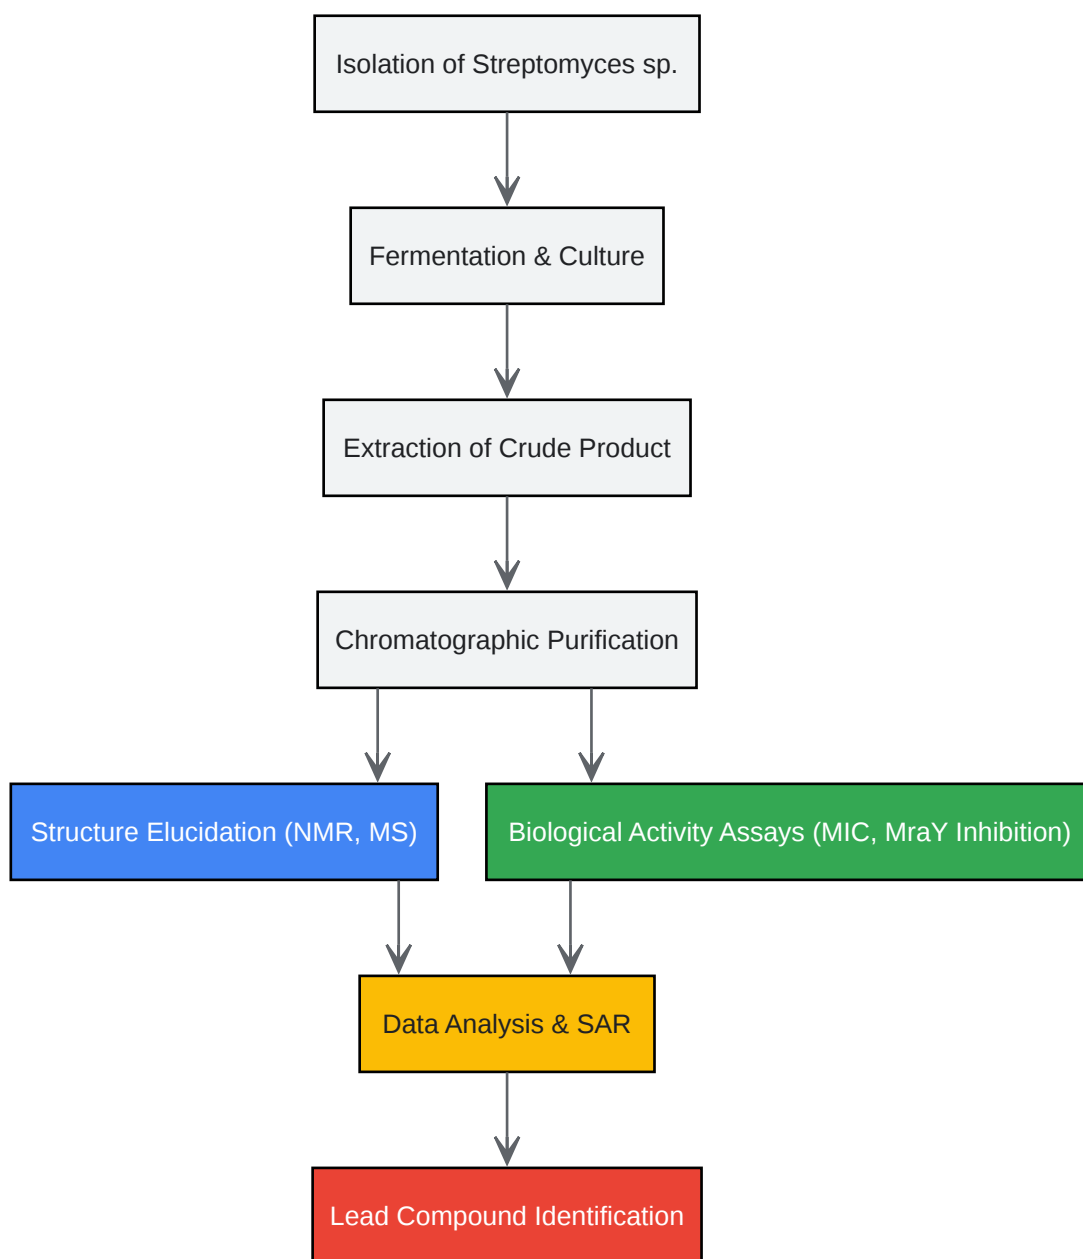 Isolation of Streptomyces sp.
Fermentation & Culture
Extraction of Crude Product
Chromatographic Purification
Structure Elucidation (NMR, MS)
Biological Activity Assays (MIC, MraY Inhibition)
Data Analysis & SAR
Lead Compound Identification